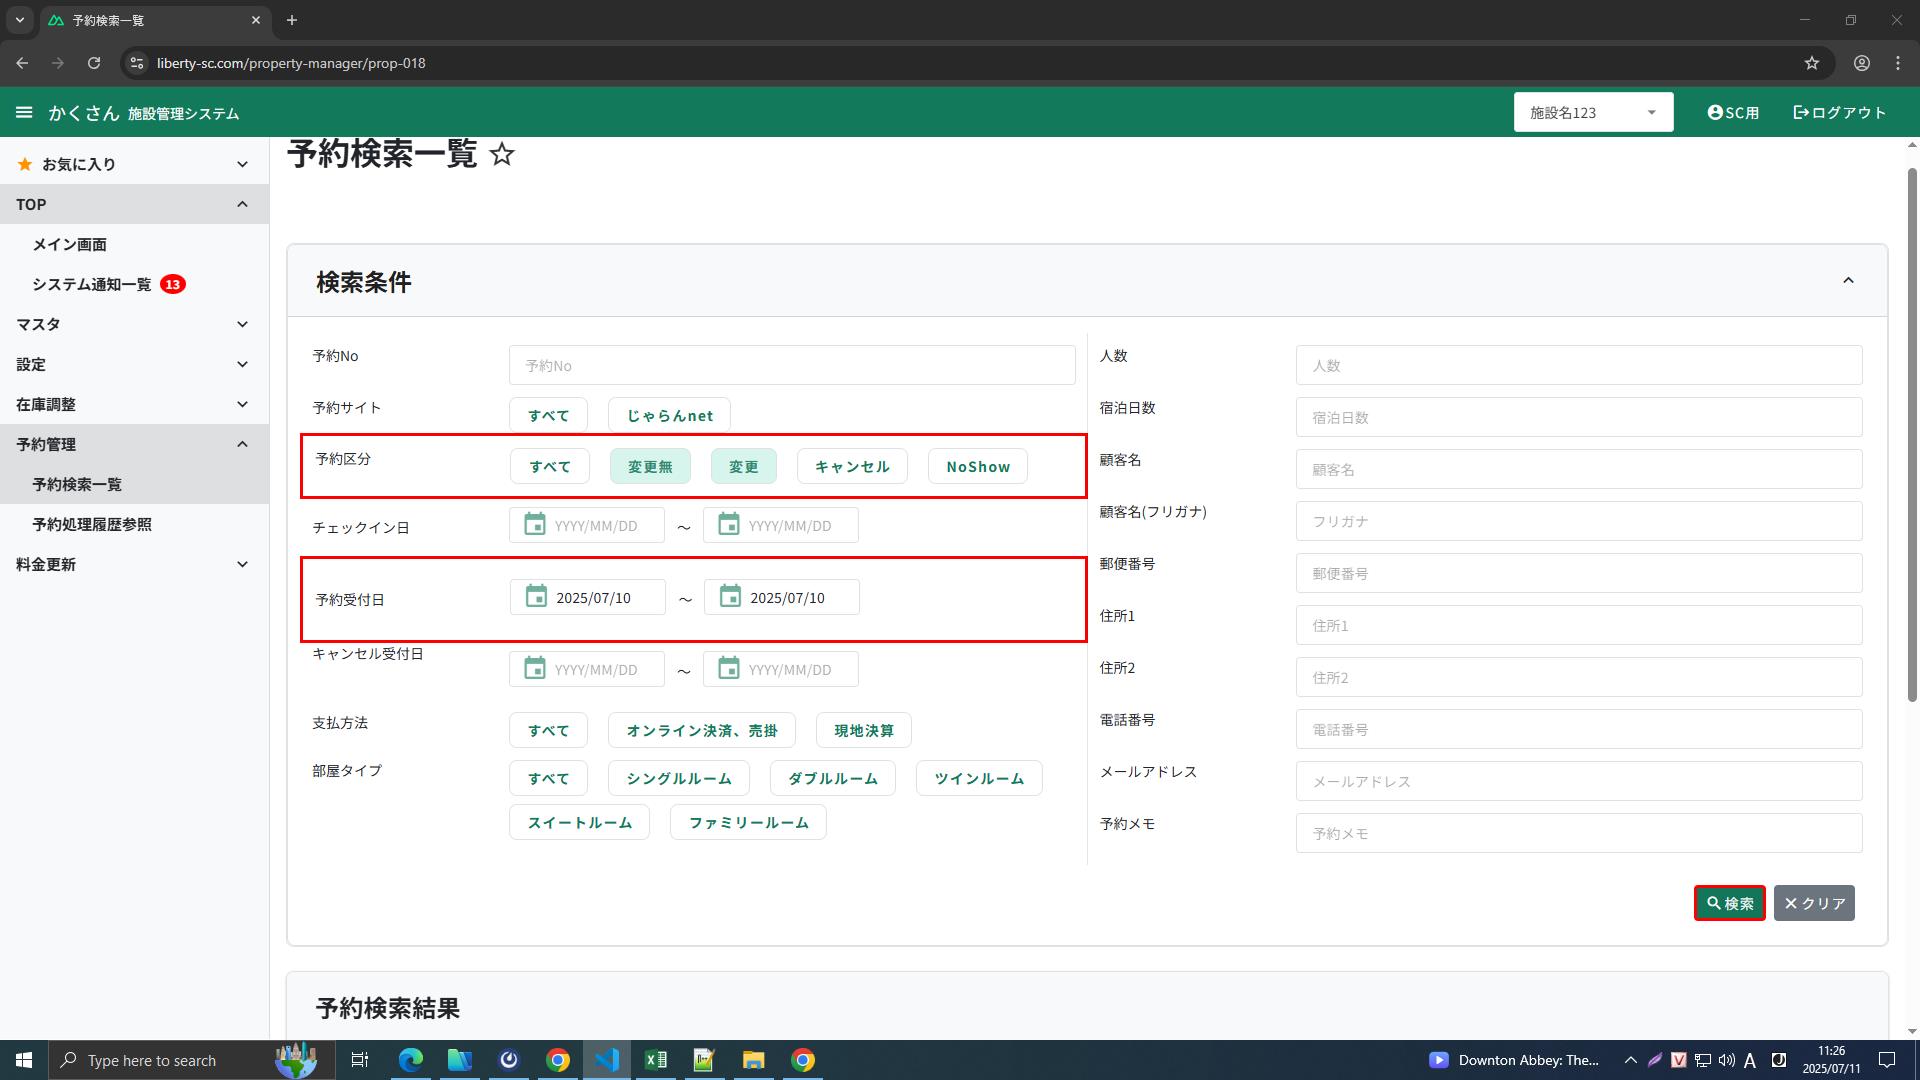 予約検索一覧
liberty-sc.com/property-manager/prop-018
かくさん 施設管理システム
施設名123
SC用
ログアウト
お気に入り
TOP
メイン画面
システム通知一覧 13
マスタ
設定
在庫調整
予約管理
予約検索一覧
予約処理履歴参照
料金更新
予約検索一覧
検索条件
予約No 予約No
予約サイト すべて じゃらんnet
予約区分 すべて 変更無 変更 キャンセル NoShow
チェックイン日 YYYY/MM/DD ～ YYYY/MM/DD
予約受付日 2025/07/10 ～ 2025/07/10
キャンセル受付日 YYYY/MM/DD ～ YYYY/MM/DD
支払方法 すべて オンライン決済、売掛 現地決算
部屋タイプ すべて シングルルーム ダブルルーム ツインルーム
スイートルーム ファミリールーム
人数 人数
宿泊日数 宿泊日数
顧客名 顧客名
顧客名(フリガナ) フリガナ
郵便番号 郵便番号
住所1 住所1
住所2 住所2
電話番号 電話番号
メールアドレス メールアドレス
予約メモ 予約メモ
検索 クリア
予約検索結果
Type here to search
Downton Abbey: The...
A
11:26
2025/07/11